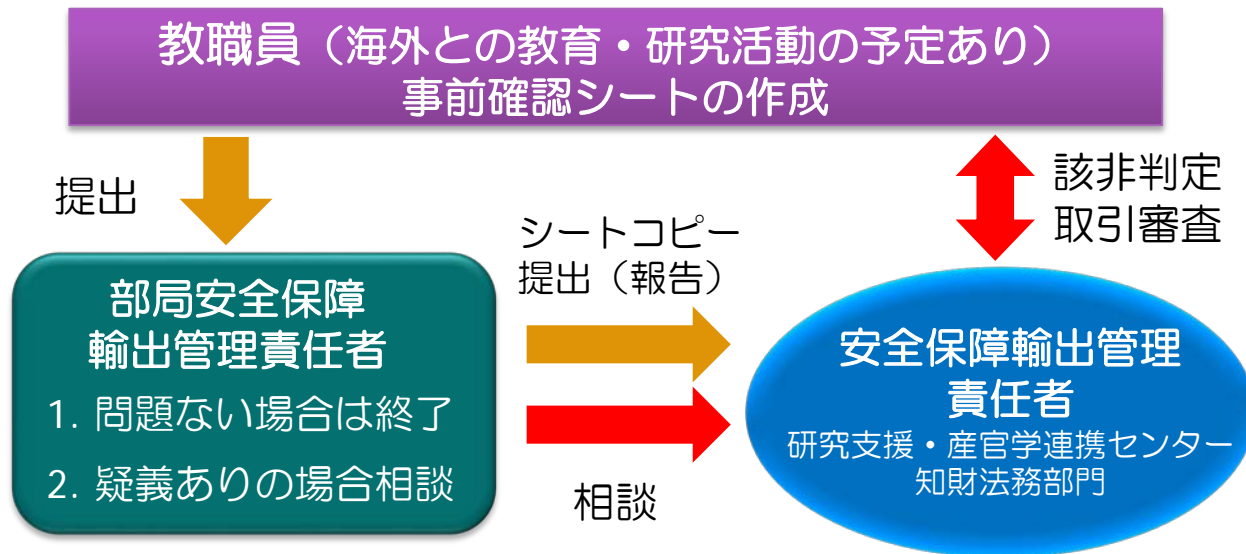 教職員（海外との教育・研究活動の予定あり）
事前確認シートの作成
提出
シートコピー
提出（報告）
該非判定
取引審査
部局安全保障
輸出管理責任者
1. 問題ない場合は終了
2. 疑義ありの場合相談
安全保障輸出管理
責任者
研究支援・産官学連携センター
知財法務部門
相談